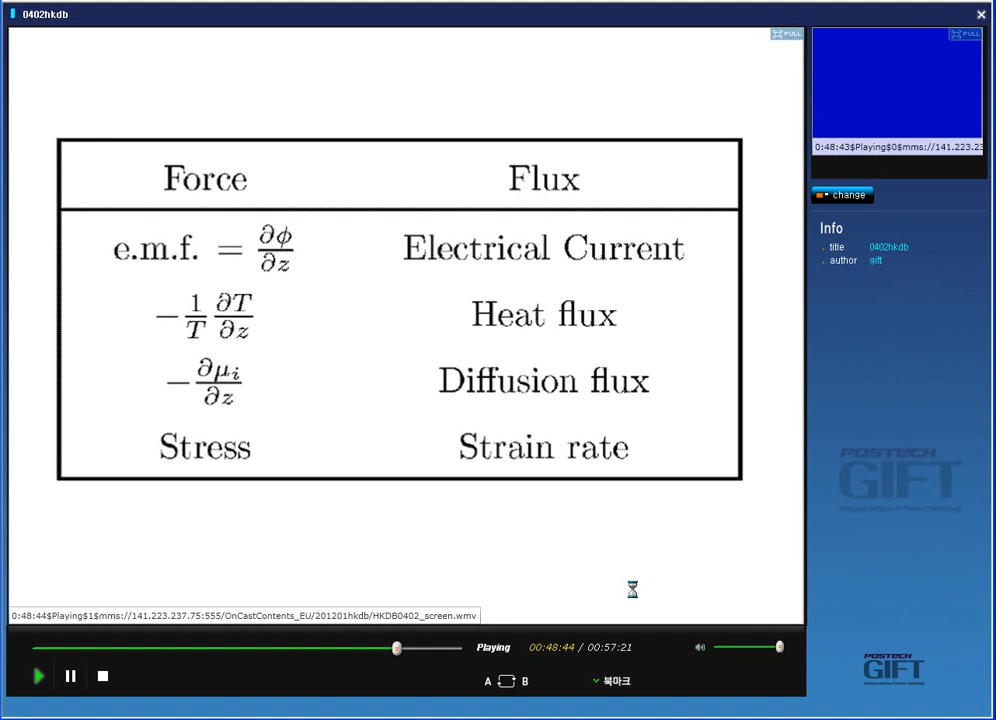 0402hkdb
FULL
FULL
Force Flux
e.m.f. = ∂ϕ/∂z Electrical Current
−1/T ∂T/∂z Heat flux
−∂μᵢ/∂z Diffusion flux
Stress Strain rate
0:48:43$Playing$0$mms://141.223.23
change
Info
title 0402hkdb
author gift
POSTECH
GIFT
0:48:44$Playing$1$mms://141.223.237.75:555/OnCastContents_EU/201201hkdb/HKDB0402_screen.wmv
Playing 00:48:44 / 00:57:21
A B 북마크
POSTECH
GIFT